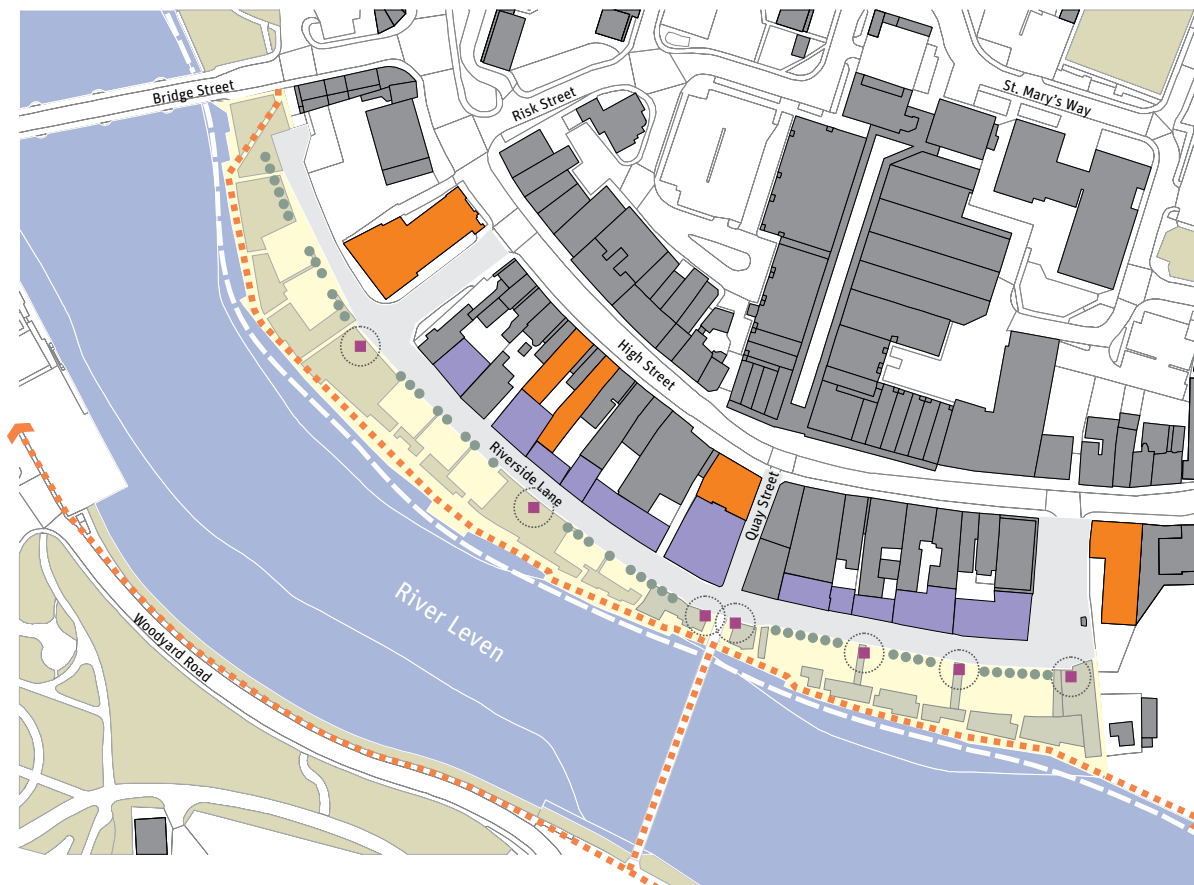 Bridge Street
Risk Street
St. Mary's Way
High Street
Riverside Lane
Quay Street
River Leven
Woodyard Road